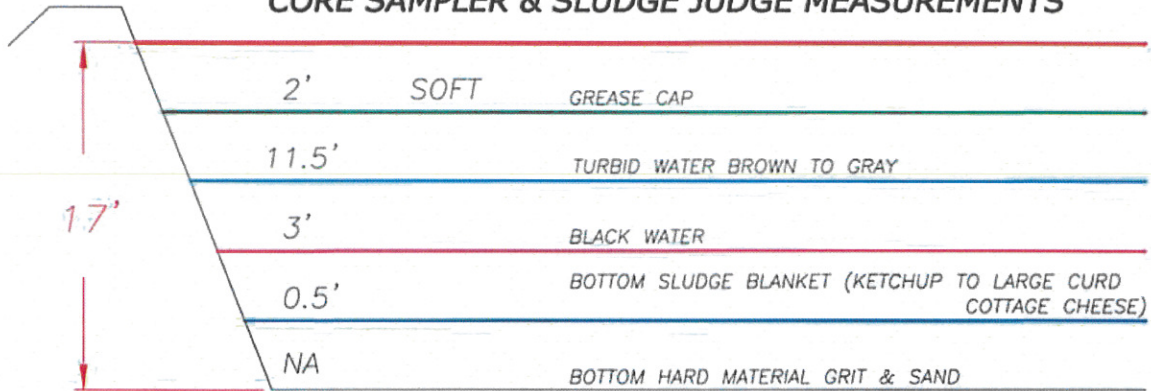 CORE SAMPLER & SLUDGE JUDGE MEASUREMENTS
2' SOFT GREASE CAP
11.5' TURBID WATER BROWN TO GRAY
17'
3' BLACK WATER
0.5' BOTTOM SLUDGE BLANKET (KETCHUP TO LARGE CURD
COTTAGE CHEESE)
NA BOTTOM HARD MATERIAL GRIT & SAND